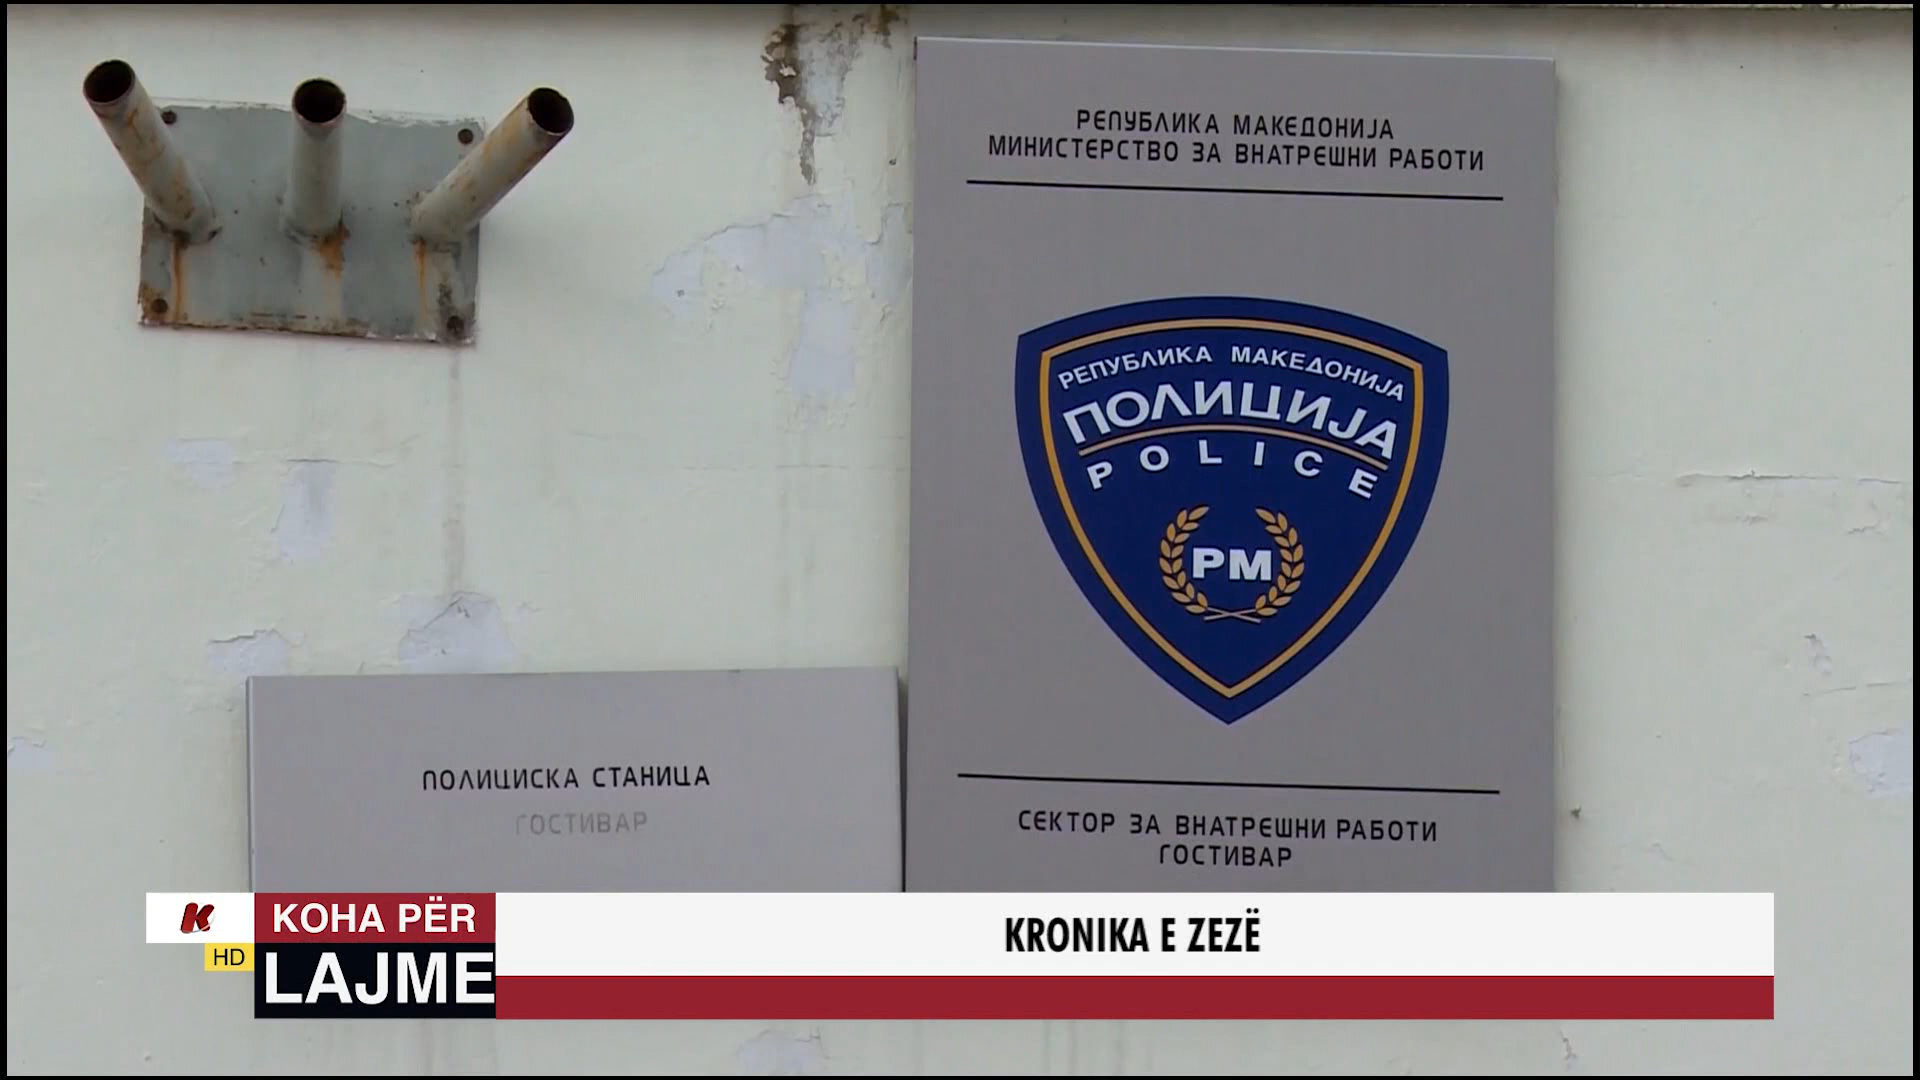 РЕПУБЛИКА МАКЕДОНИЈА
МИНИСТЕРСТВО ЗА ВНАТРЕШНИ РАБОТИ
РЕПУБЛИКА МАКЕДОНИЈА
ПОЛИЦИЈА
POLICE
РМ
СЕКТОР ЗА ВНАТРЕШНИ РАБОТИ
ГОСТИВАР
ПОЛИЦИСКА СТАНИЦА
ГОСТИВАР
K
HD
KOHA PËR
LAJME
KRONIKA E ZEZË